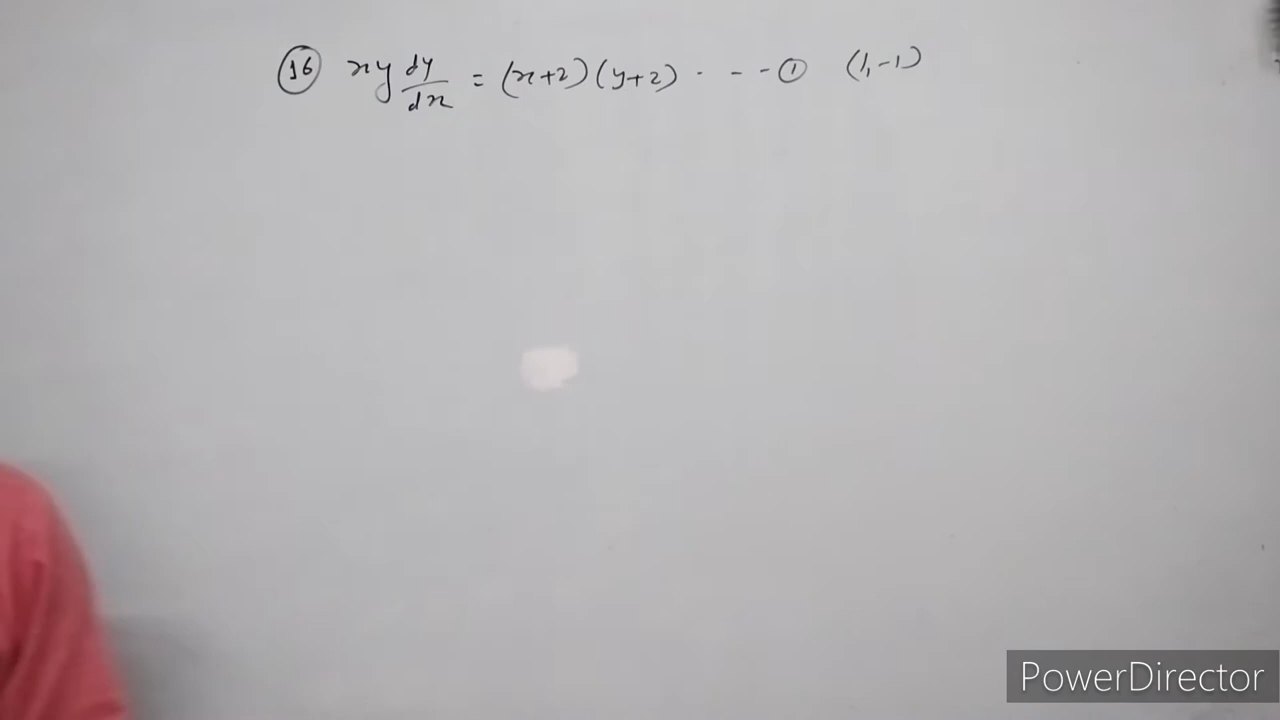 (16) xy dy/dx = (x+2)(y+2) - - - (1) (1,-1)
PowerDirector